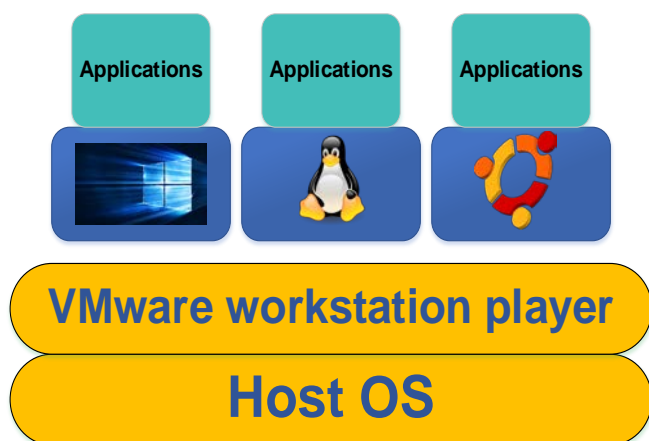 Applications
Applications
Applications
VMware workstation player
Host OS